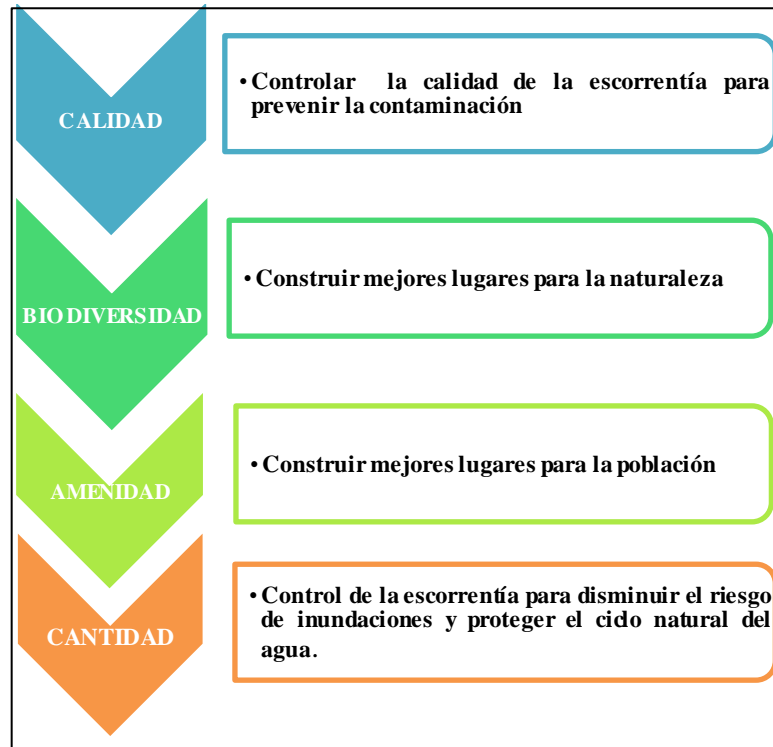 CALIDAD
• Controlar la calidad de la escorrentía para
prevenir la contaminación
BIODIVERSIDAD
• Construir mejores lugares para la naturaleza
AMENIDAD
• Construir mejores lugares para la población
CANTIDAD
• Control de la escorrentía para disminuir el riesgo
de inundaciones y proteger el ciclo natural del
agua.